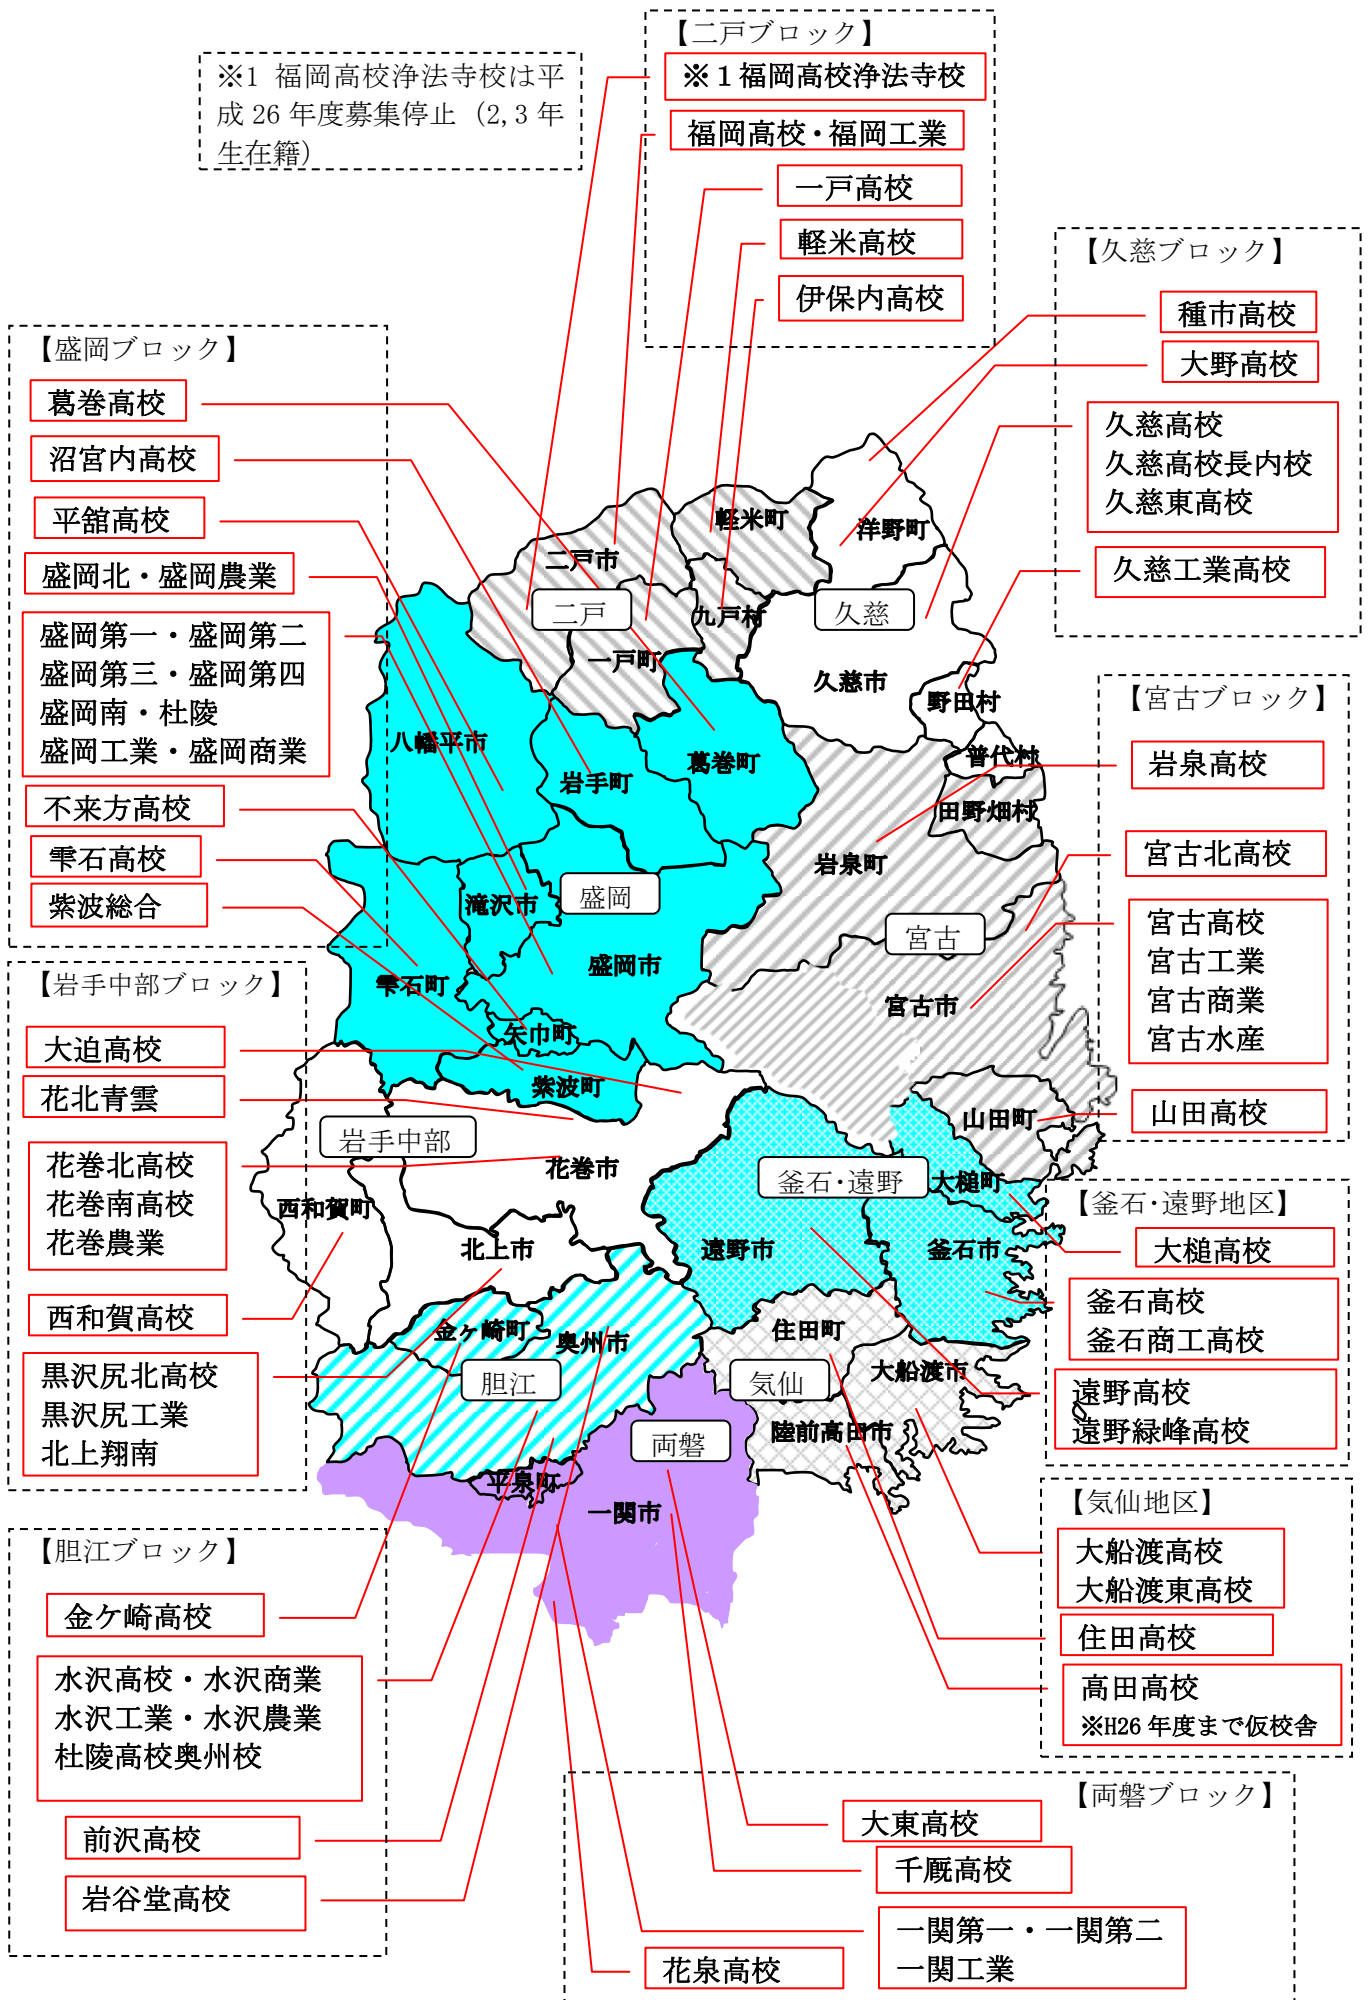 ※1 福岡高校浄法寺校は平
成 26 年度募集停止（2,3 年
生在籍）
【二戸ブロック】
※１福岡高校浄法寺校
福岡高校・福岡工業
一戸高校
軽米高校
伊保内高校
【久慈ブロック】
種市高校
大野高校
久慈高校
久慈高校長内校
久慈東高校
久慈工業高校
【盛岡ブロック】
葛巻高校
沼宮内高校
平舘高校
盛岡北・盛岡農業
盛岡第一・盛岡第二
盛岡第三・盛岡第四
盛岡南・杜陵
盛岡工業・盛岡商業
不来方高校
雫石高校
紫波総合
【宮古ブロック】
岩泉高校
宮古北高校
宮古高校
宮古工業
宮古商業
宮古水産
山田高校
【岩手中部ブロック】
大迫高校
花北青雲
花巻北高校
花巻南高校
花巻農業
西和賀高校
黒沢尻北高校
黒沢尻工業
北上翔南
【釜石・遠野地区】
大槌高校
釜石高校
釜石商工高校
遠野高校
遠野緑峰高校
【気仙地区】
大船渡高校
大船渡東高校
住田高校
高田高校
※H26 年度まで仮校舎
【胆江ブロック】
金ケ崎高校
水沢高校・水沢商業
水沢工業・水沢農業
杜陵高校奥州校
前沢高校
岩谷堂高校
【両磐ブロック】
大東高校
千厩高校
一関第一・一関第二
一関工業
花泉高校
軽米町
洋野町
二戸市
二戸
九戸村
久慈
一戸町
久慈市
野田村
八幡平市
岩手町
葛巻町
普代村
田野畑村
岩泉町
滝沢市
盛岡
宮古
盛岡市
雫石町
宮古市
矢巾町
紫波町
山田町
岩手中部
花巻市
釜石・遠野
大槌町
西和賀町
北上市
遠野市
釜石市
金ヶ崎町
奥州市
住田町
胆江
気仙
大船渡市
陸前高田市
両磐
平泉町
一関市